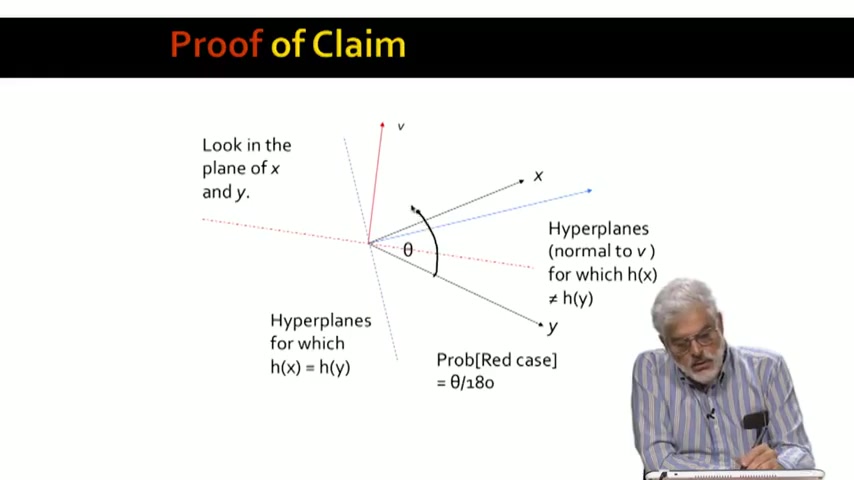 Proof of Claim
v
Look in the
plane of x
and y.
x
θ
Hyperplanes
(normal to v )
for which h(x)
≠ h(y)
y
Hyperplanes
for which
h(x) = h(y)
Prob[Red case]
= θ/180